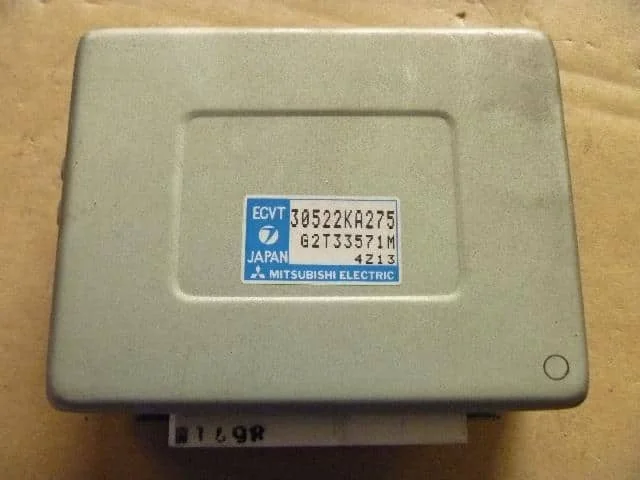 ECVT 30522KA275
7 G2T33571M
JAPAN 4Z13
MITSUBISHI ELECTRIC